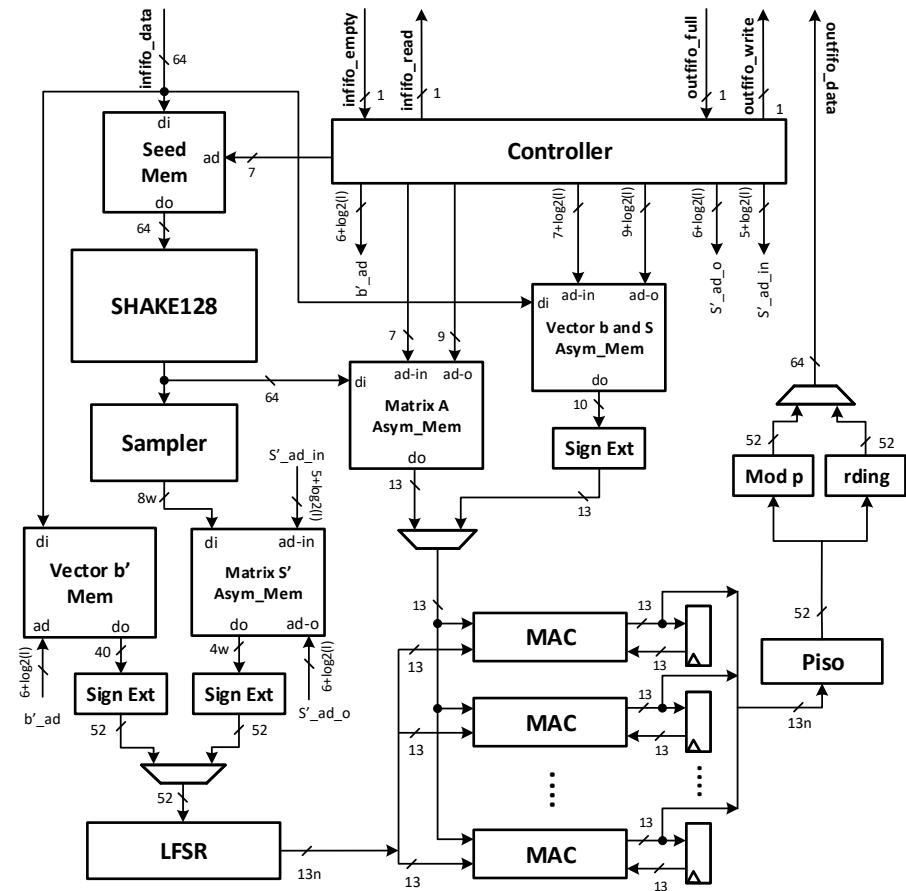 infifo_data
64
infifo_empty
1
infifo_read
1
outfifo_full
1
outfifo_write
1
outfifo_data
di
Seed
Mem
ad
do
7
Controller
64
6+log2(l)
b'_ad
7+log2(l)
9+log2(l)
6+log2(l)
S'_ad_o
5+log2(l)
S'_ad_in
SHAKE128
di
ad-in
ad-o
Vector b and S
Asym_Mem
do
7
9
64
di
ad-in
ad-o
Matrix A
Asym_Mem
do
10
Sign Ext
13
13
64
52
52
Mod p
rding
Sampler
8w
S'_ad_in
5+log2(l)
di
Vector b'
Mem
ad
do
di
ad-in
Matrix S'
Asym_Mem
do
ad-o
6+log2(l)
b'_ad
40
4w
6+log2(l)
S'_ad_o
Sign Ext
Sign Ext
52
52
52
LFSR
13n
13
13
MAC
13
13
13
MAC
13
13
13
MAC
13
13
52
Piso
13n